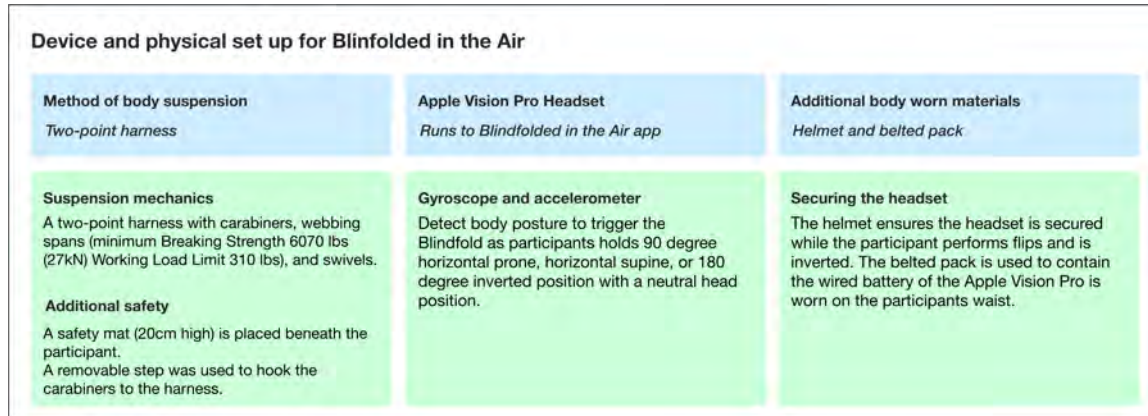 Device and physical set up for Blinfolded in the Air
Method of body suspension
Two-point harness
Apple Vision Pro Headset
Runs to Blindfolded in the Air app
Additional body worn materials
Helmet and belted pack
Suspension mechanics
A two-point harness with carabiners, webbing
spans (minimum Breaking Strength 6070 lbs
(27kN) Working Load Limit 310 lbs), and swivels.
Additional safety
A safety mat (20cm high) is placed beneath the
participant.
A removable step was used to hook the
carabiners to the harness.
Gyroscope and accelerometer
Detect body posture to trigger the
Blindfold as participants holds 90 degree
horizontal prone, horizontal supine, or 180
degree inverted position with a neutral head
position.
Securing the headset
The helmet ensures the headset is secured
while the participant performs flips and is
inverted. The belted pack is used to contain
the wired battery of the Apple Vision Pro is
worn on the participants waist.